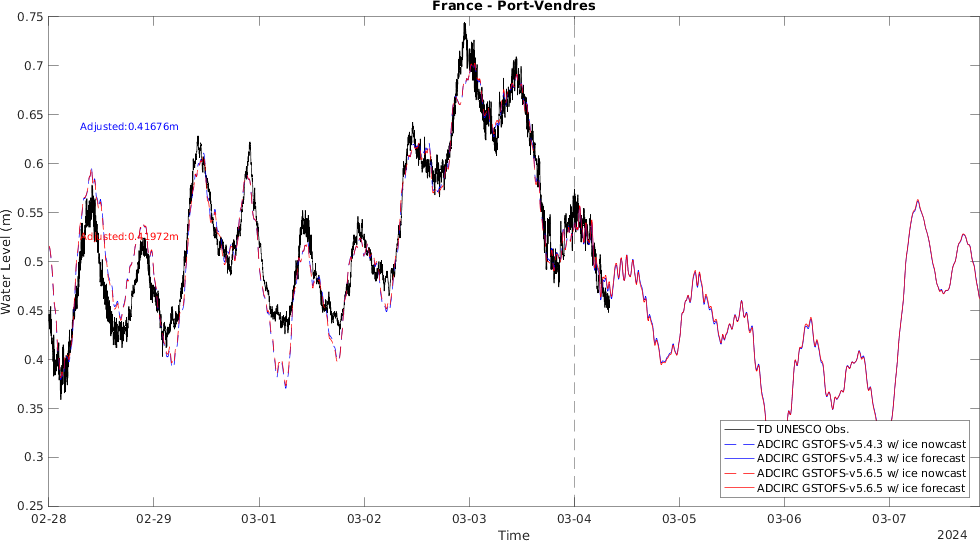 France - Port-Vendres
0.75
0.7
0.65
0.6
0.55
0.5
0.45
0.4
0.35
0.3
0.25
Water Level (m)
Adjusted:0.41676m
Adjusted:0.41972m
TD UNESCO Obs.
ADCIRC GSTOFS-v5.4.3 w/ ice nowcast
ADCIRC GSTOFS-v5.4.3 w/ ice forecast
ADCIRC GSTOFS-v5.6.5 w/ ice nowcast
ADCIRC GSTOFS-v5.6.5 w/ ice forecast
02-28 02-29 03-01 03-02 03-03 03-04 03-05 03-06 03-07
Time
2024